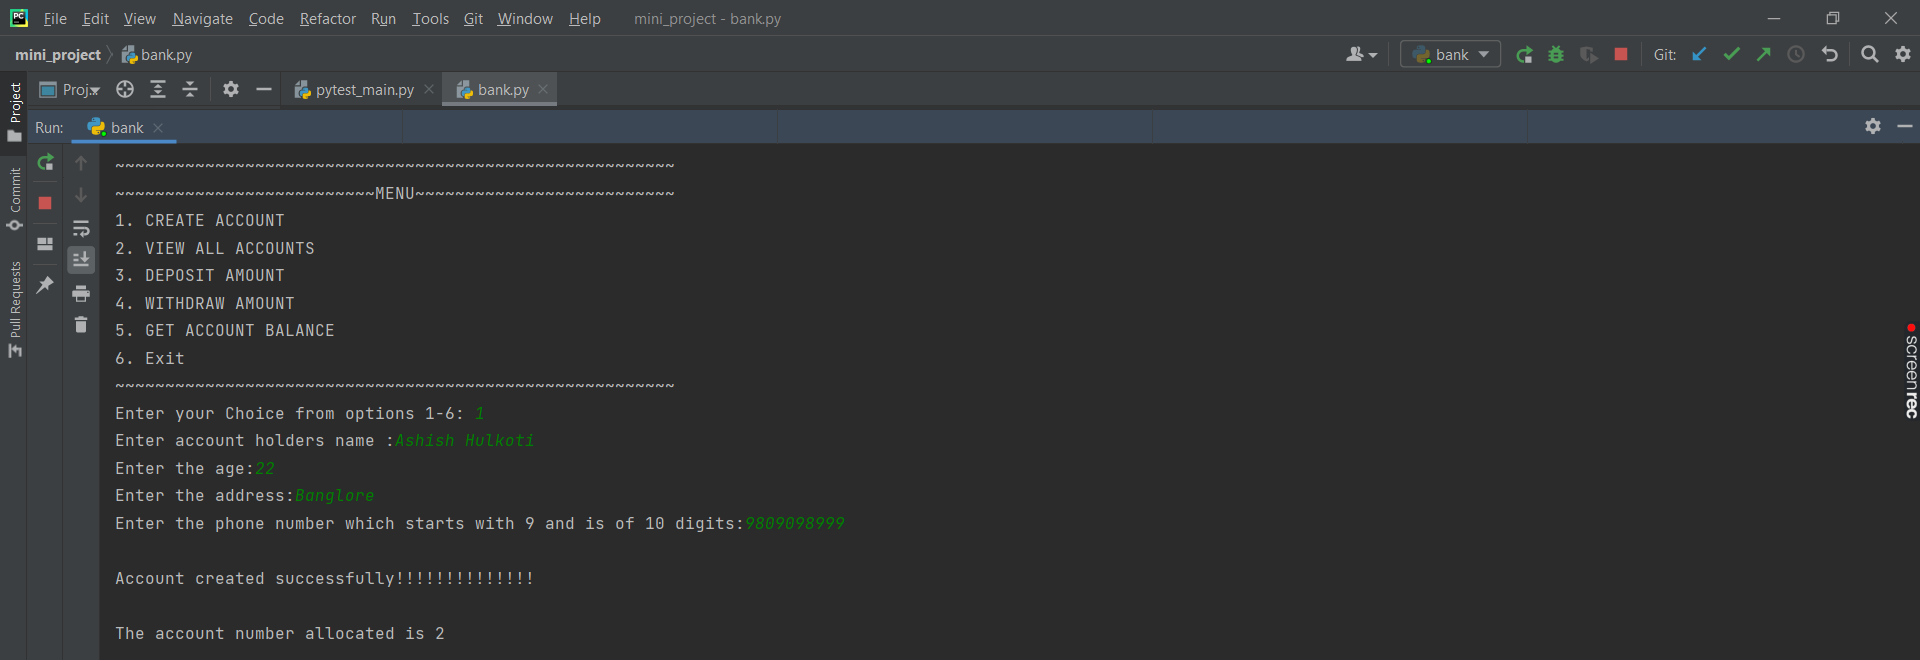 PC File Edit View Navigate Code Refactor Run Tools Git Window Help mini_project - bank.py
mini_project bank.py bank Git:
Proj... pytest_main.py bank.py
Run: bank
Project
Commit
Pull Requests
~~~~~~~~~~~~~~~~~~~~~~~~~~~~~~~~~~~~~~~~~~~~~~~~~~~~~~~~
~~~~~~~~~~~~~~~~~~~~~~~~~~MENU~~~~~~~~~~~~~~~~~~~~~~~~~~
1. CREATE ACCOUNT
2. VIEW ALL ACCOUNTS
3. DEPOSIT AMOUNT
4. WITHDRAW AMOUNT
5. GET ACCOUNT BALANCE
6. Exit
~~~~~~~~~~~~~~~~~~~~~~~~~~~~~~~~~~~~~~~~~~~~~~~~~~~~~~~~
Enter your Choice from options 1-6: 1
Enter account holders name :Ashish Hulkoti
Enter the age:22
Enter the address:Banglore
Enter the phone number which starts with 9 and is of 10 digits:9809098999
Account created successfully!!!!!!!!!!!!!!
The account number allocated is 2
screenrec